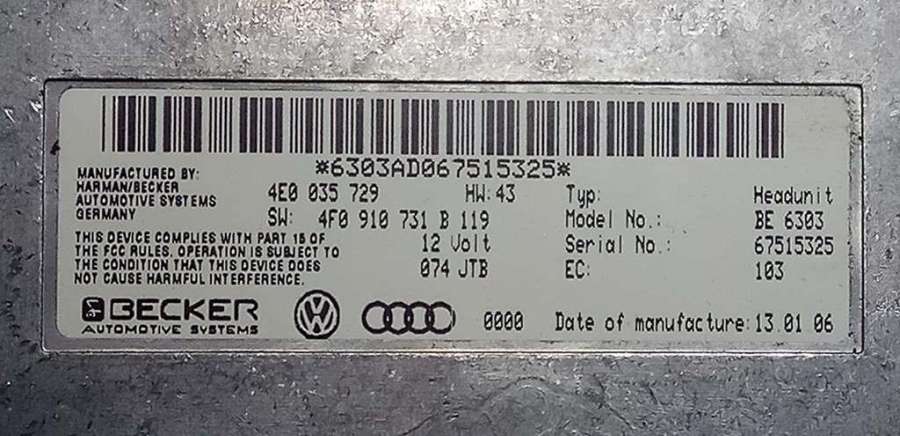 *6303AD067515325*
MANUFACTURED BY:
HARMAN/BECKER
AUTOMOTIVE SYSTEMS
GERMANY
4E0 035 729 HW: 43
SW: 4F0 910 731 B 119
12 Volt
074 JTB
Typ: Headunit
Model No.: BE 6303
Serial No.: 67515325
EC: 103
THIS DEVICE COMPLIES WITH PART 15 OF
THE FCC RULES. OPERATION IS SUBJECT TO
THE CONDITION THAT THIS DEVICE DOES
NOT CAUSE HARMFUL INTERFERENCE.
BECKER
AUTOMOTIVE SYSTEMS
0000 Date of manufacture: 13.01 06